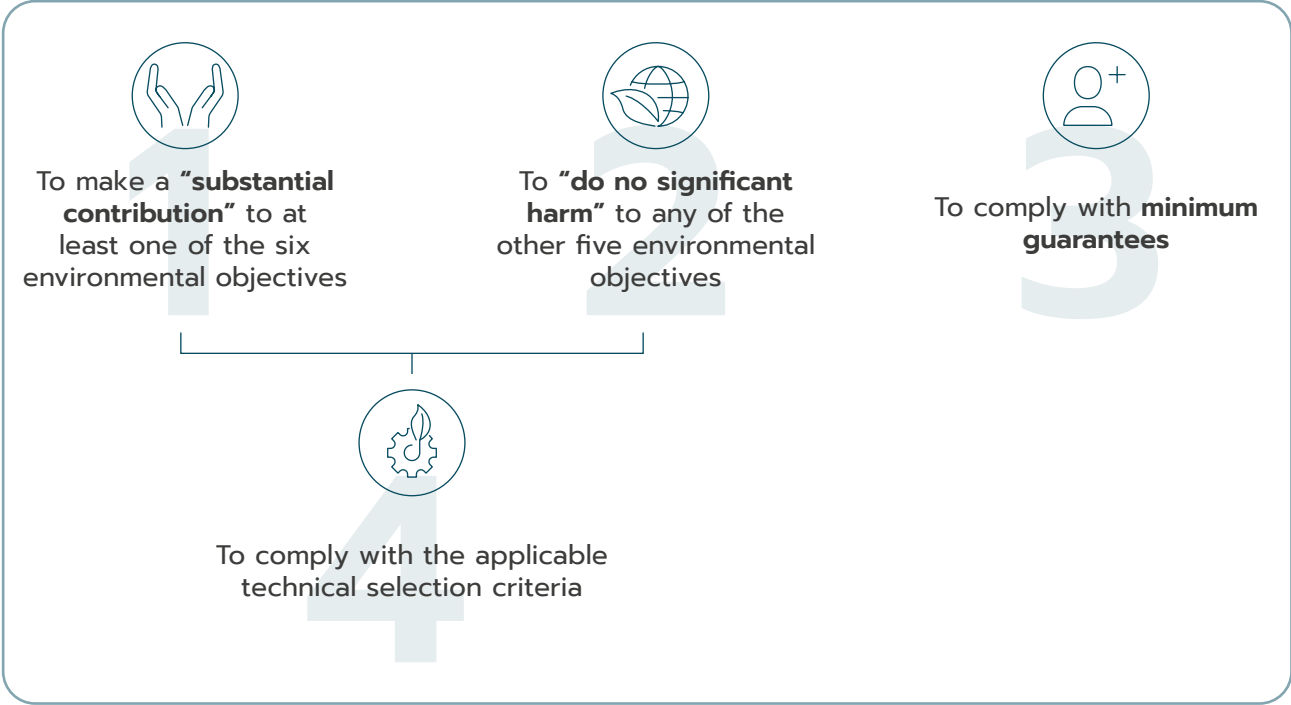 1
To make a “substantial
contribution” to at
least one of the six
environmental objectives
2
To “do no significant
harm” to any of the
other five environmental
objectives
3
To comply with minimum
guarantees
4
To comply with the applicable
technical selection criteria